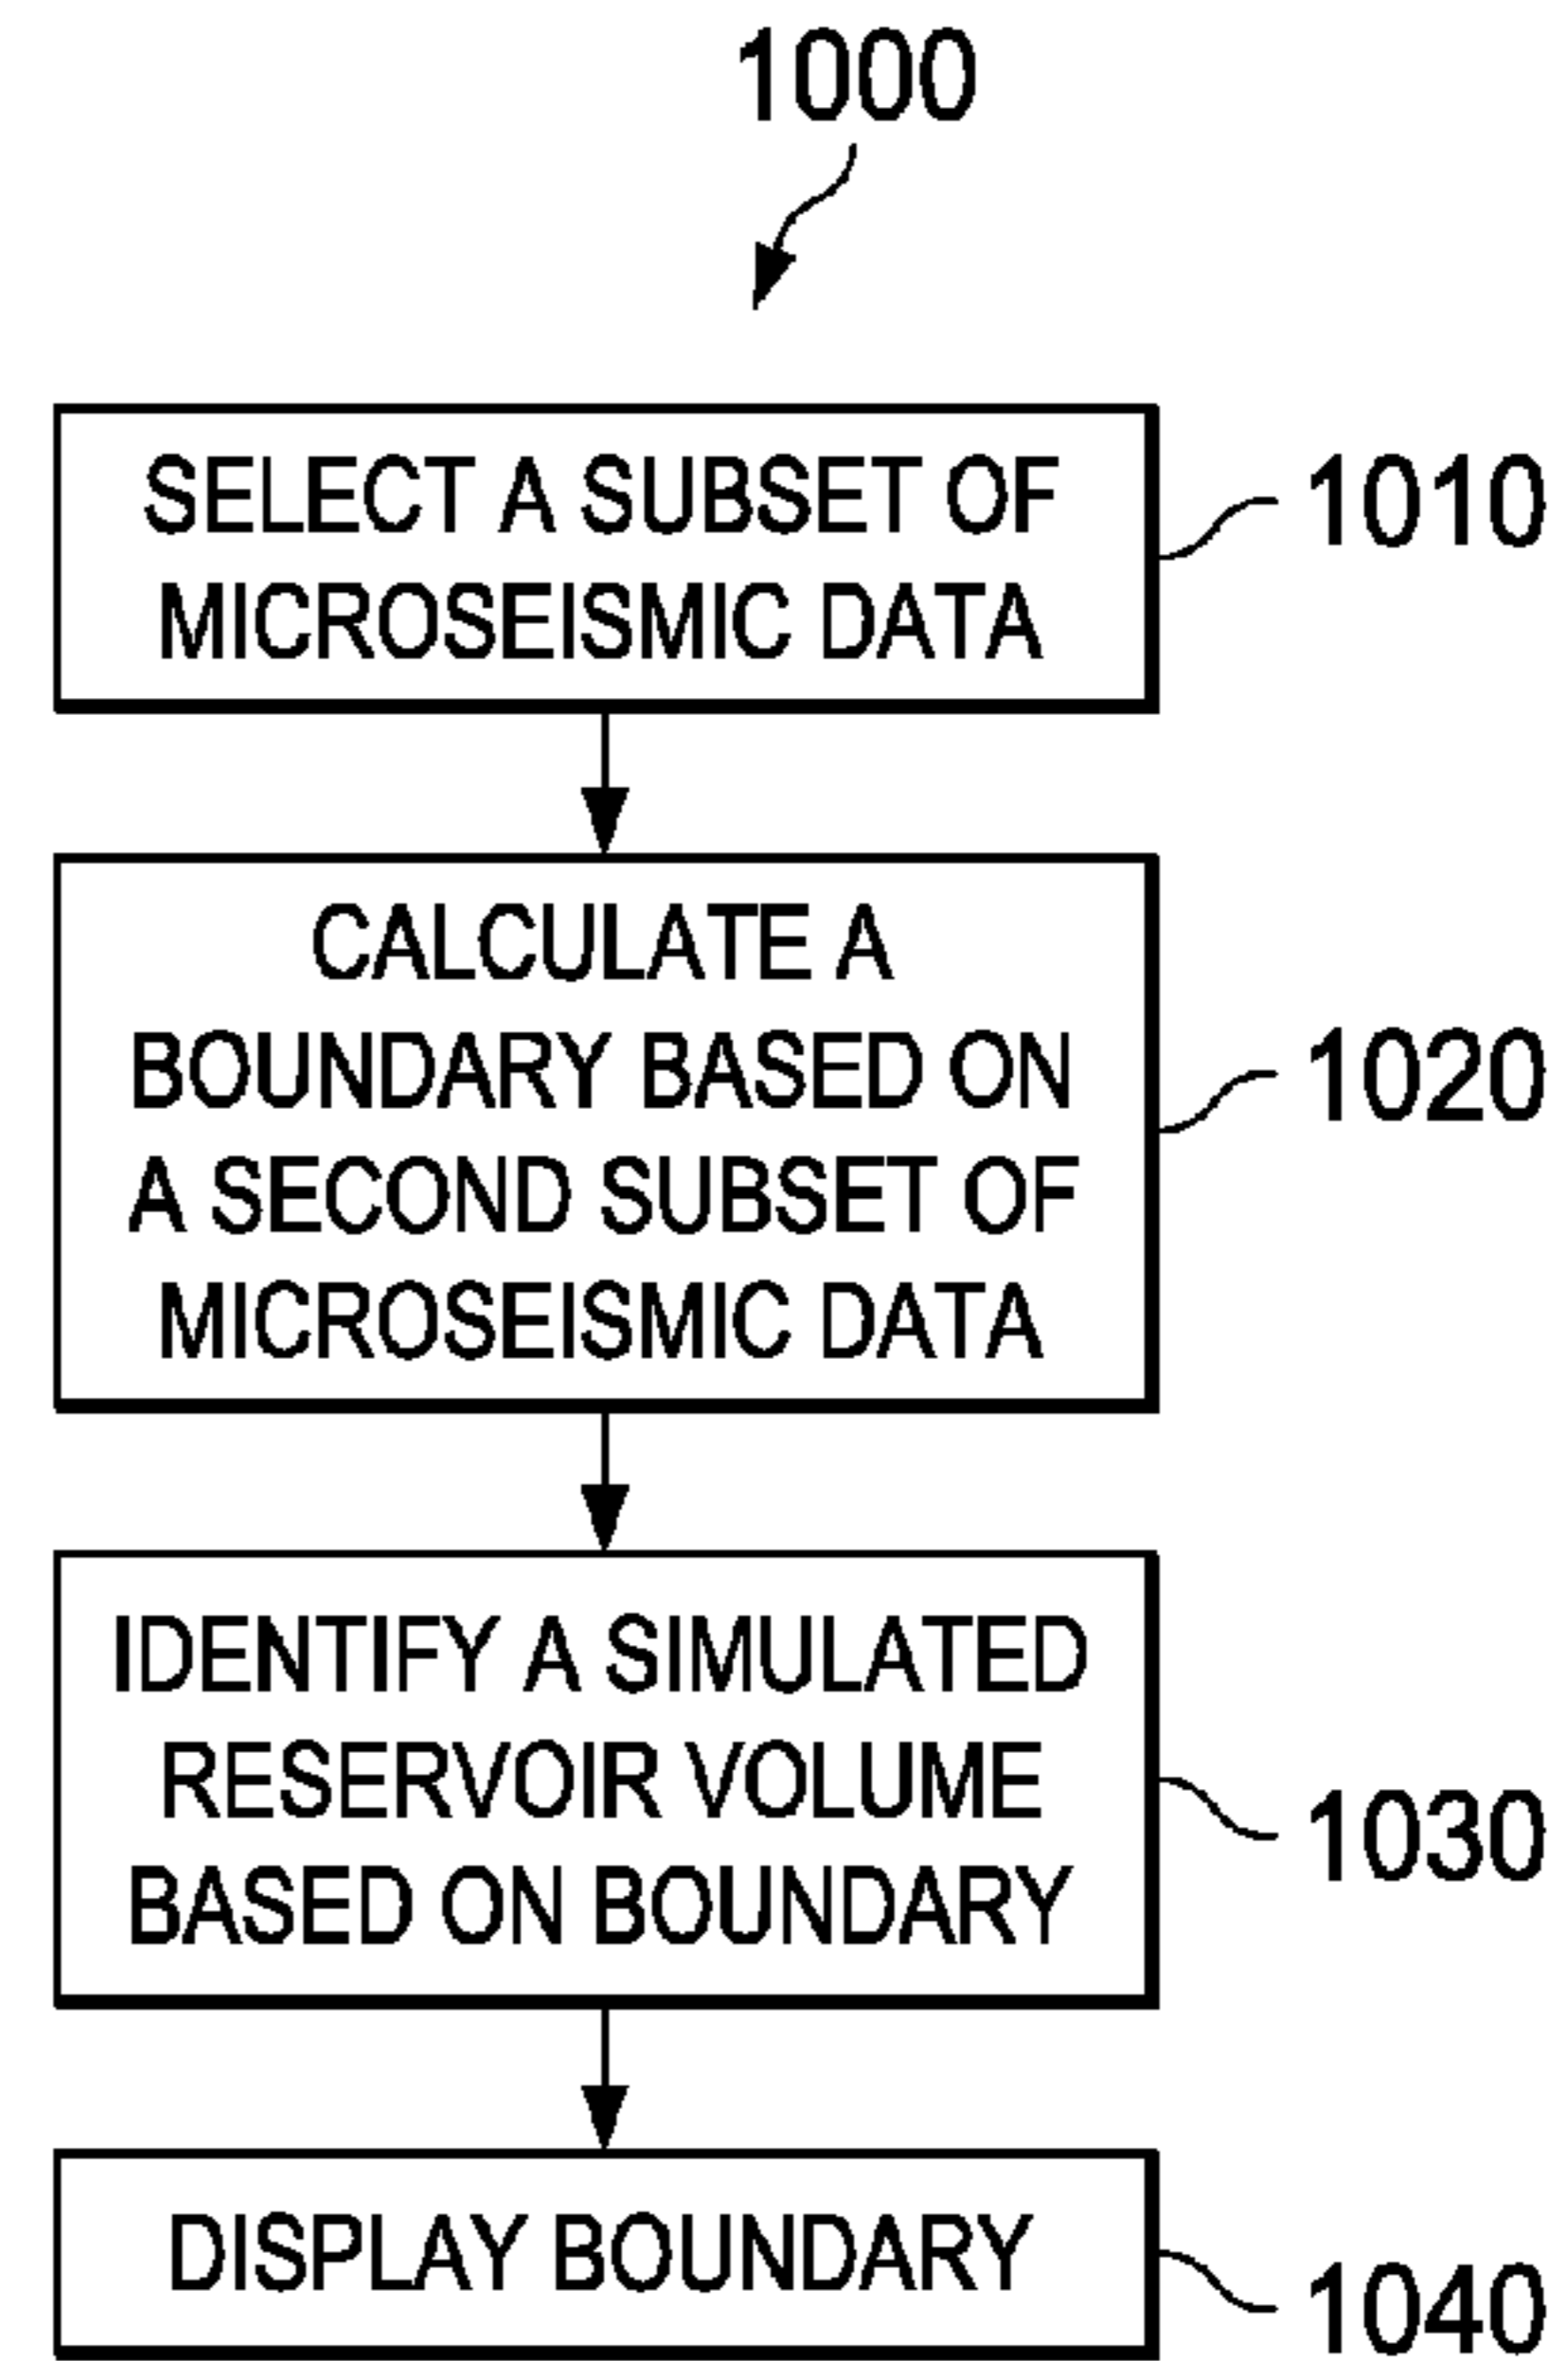 1000
SELECT A SUBSET OF
MICROSEISMIC DATA
1010
CALCULATE A
BOUNDARY BASED ON
A SECOND SUBSET OF
MICROSEISMIC DATA
1020
IDENTIFY A SIMULATED
RESERVOIR VOLUME
BASED ON BOUNDARY
1030
DISPLAY BOUNDARY
1040